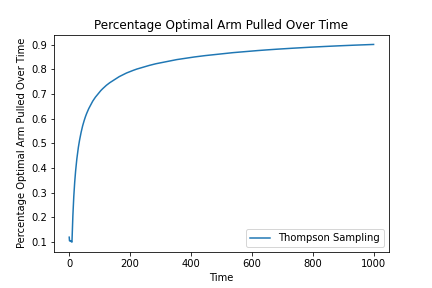 Percentage Optimal Arm Pulled Over Time
Percentage Optimal Arm Pulled Over Time
0.9
0.8
0.7
0.6
0.5
0.4
0.3
0.2
0.1
Thompson Sampling
0 200 400 600 800 1000
Time